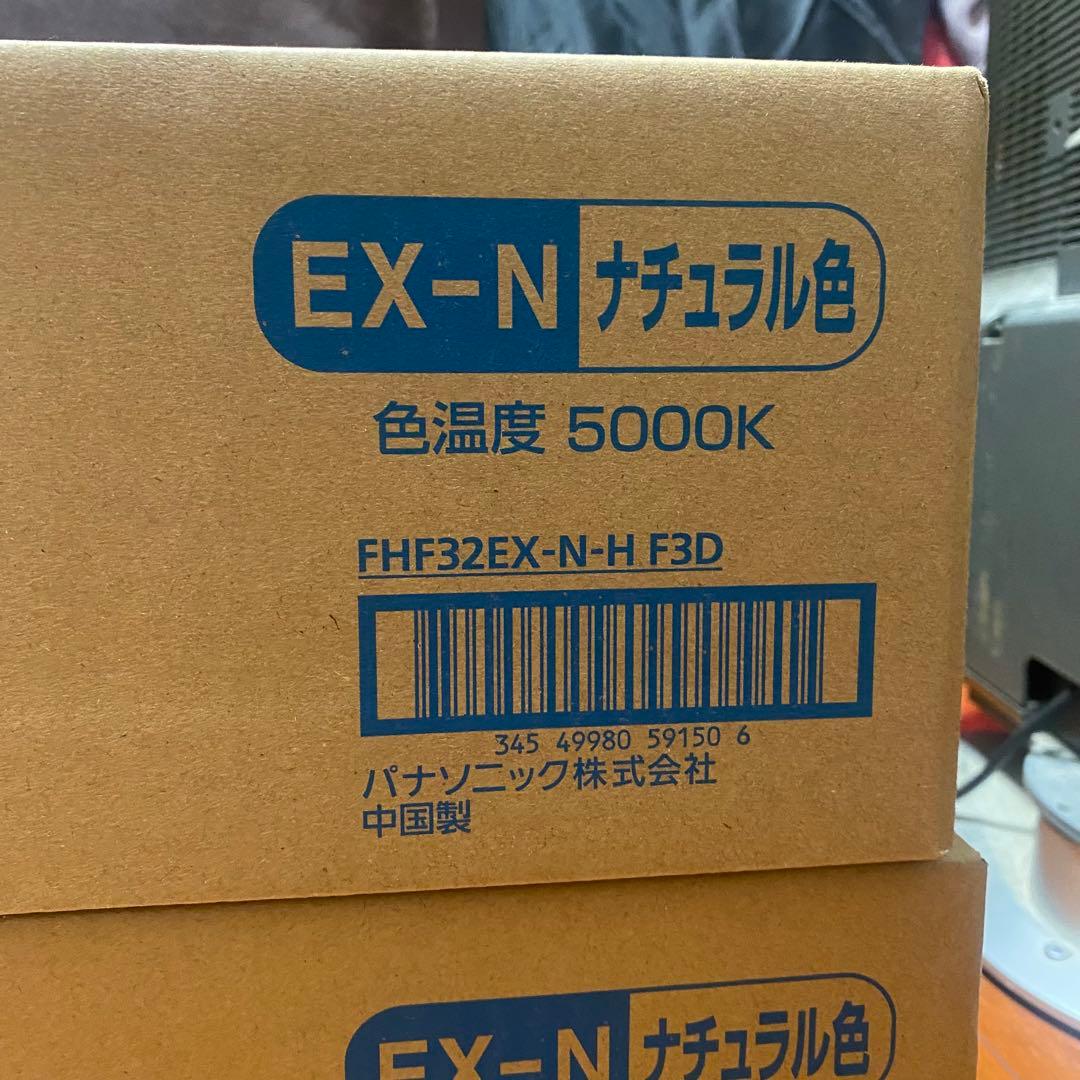 EX-N ナチュラル色
色温度 5000K
FHF32EX-N-H F3D
345 49980 59150 6
パナソニック株式会社
中国製
EX-N ナチュラル色